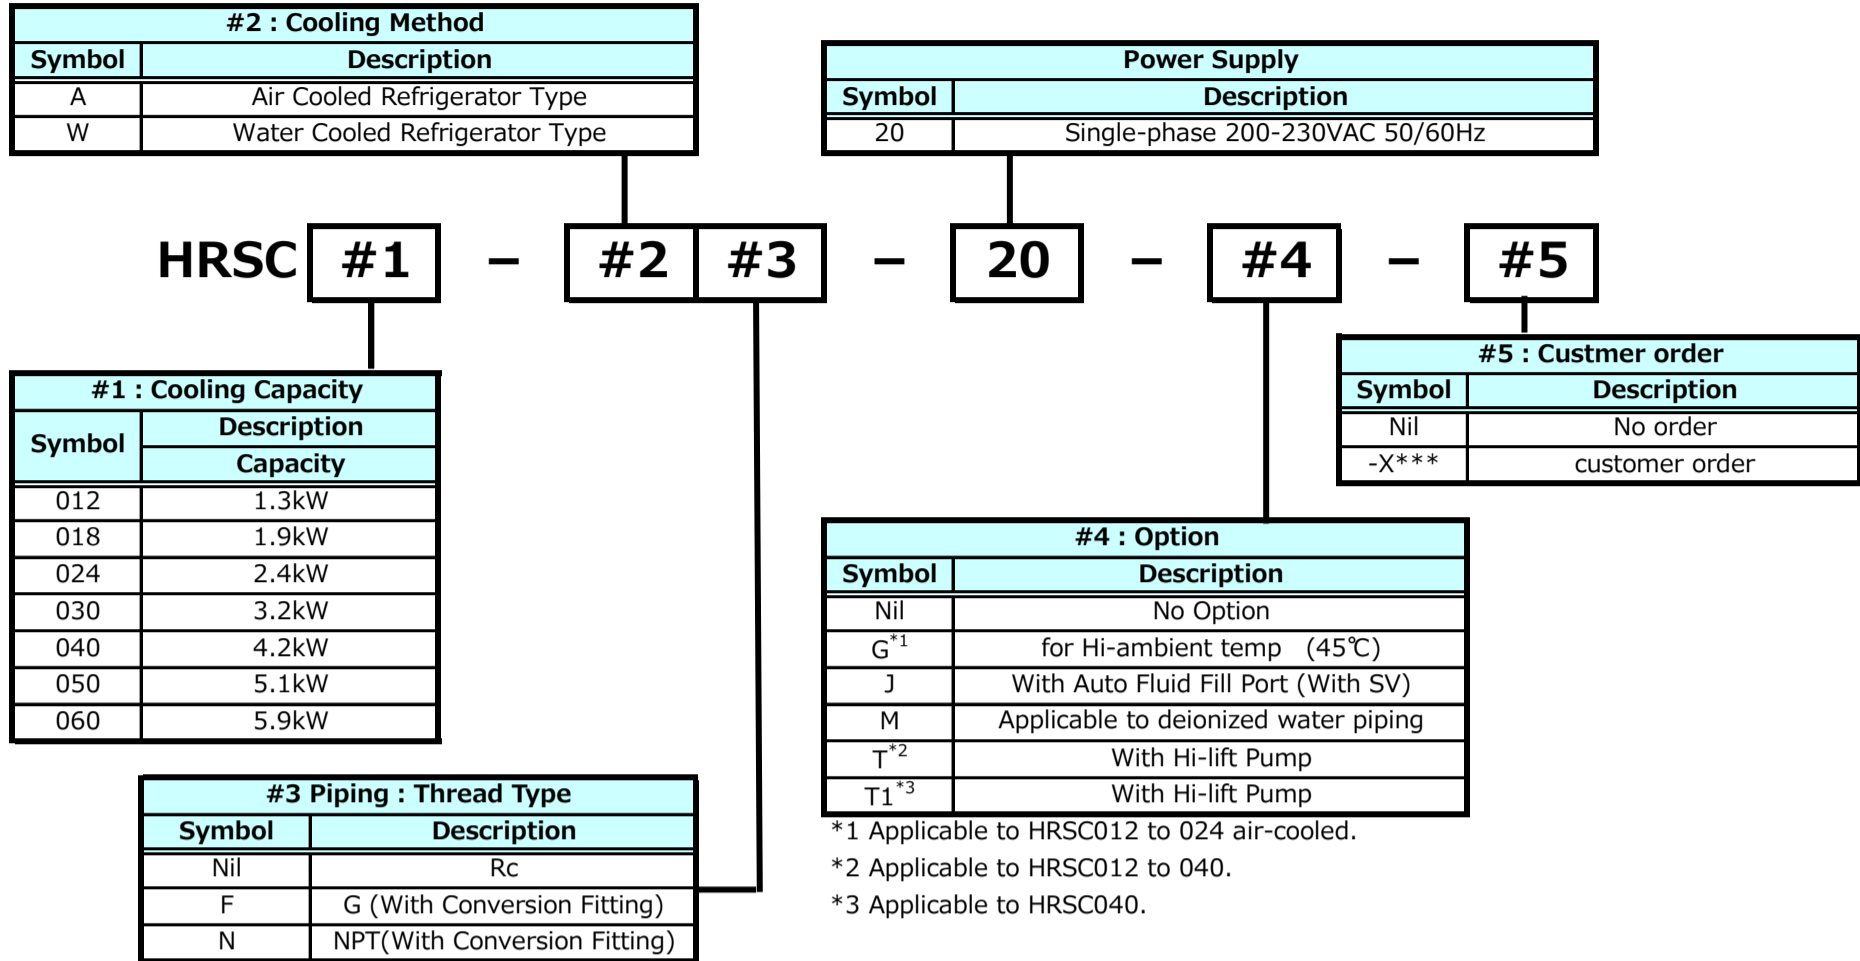 #2 : Cooling Method
Symbol Description
A Air Cooled Refrigerator Type
W Water Cooled Refrigerator Type
Power Supply
Symbol Description
20 Single-phase 200-230VAC 50/60Hz
HRSC #1 – #2 #3 – 20 – #4 – #5
#1 : Cooling Capacity
Symbol Description
Capacity
012 1.3kW
018 1.9kW
024 2.4kW
030 3.2kW
040 4.2kW
050 5.1kW
060 5.9kW
#5 : Custmer order
Symbol Description
Nil No order
-X*** customer order
#4 : Option
Symbol Description
Nil No Option
G*1 for Hi-ambient temp (45℃)
J With Auto Fluid Fill Port (With SV)
M Applicable to deionized water piping
T*2 With Hi-lift Pump
T1*3 With Hi-lift Pump
*1 Applicable to HRSC012 to 024 air-cooled.
*2 Applicable to HRSC012 to 040.
*3 Applicable to HRSC040.
#3 Piping : Thread Type
Symbol Description
Nil Rc
F G (With Conversion Fitting)
N NPT(With Conversion Fitting)